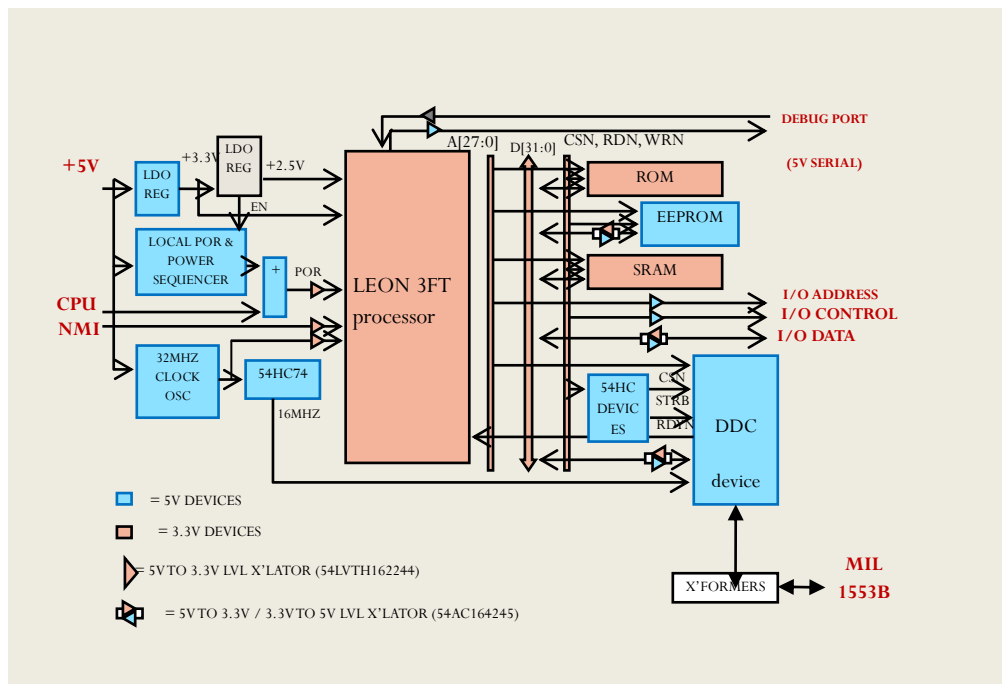 DEBUG PORT
(5V SERIAL)
A[27:0]
D[31:0]
CSN, RDN, WRN
+5V
LDO
REG
+3.3V
LDO
REG
+2.5V
EN
ROM
EEPROM
LOCAL POR &
POWER
SEQUENCER
+
POR
SRAM
LEON 3FT
processor
CPU
NMI
I/O ADDRESS
I/O CONTROL
I/O DATA
32MHZ
CLOCK
OSC
54HC74
16MHZ
54HC
DEVIC
ES
CSN
STRB
RDYN
DDC
device
= 5V DEVICES
= 3.3V DEVICES
= 5V TO 3.3V LVL X'LATOR (54LVTH162244)
= 5V TO 3.3V / 3.3V TO 5V LVL X'LATOR (54AC164245)
X'FORMERS
MIL
1553B